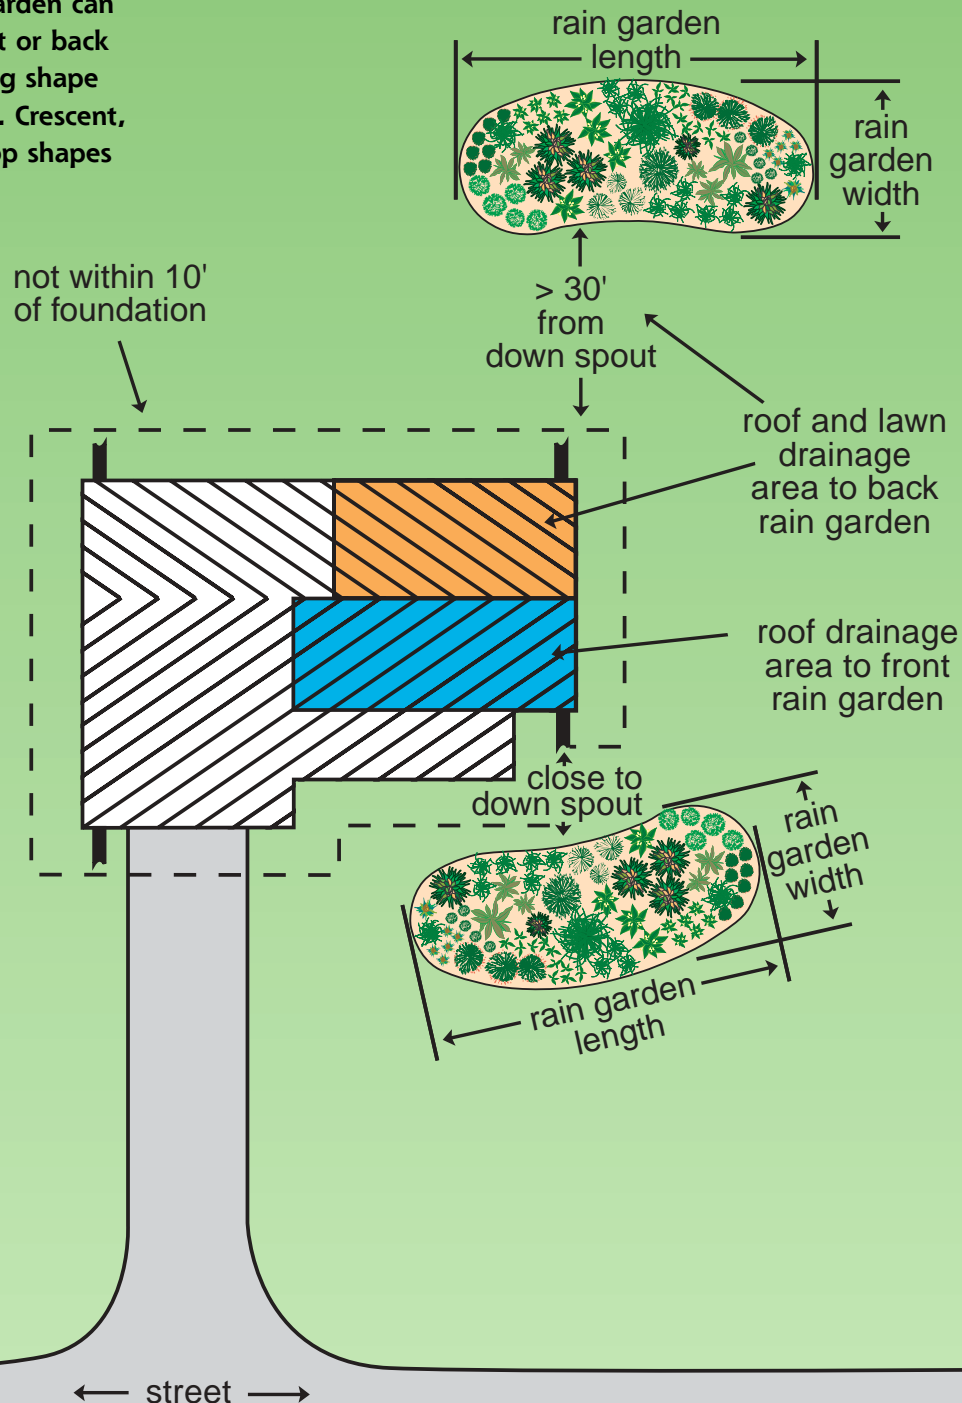 arden can
t or back
g shape
. Crescent,
op shapes
rain garden
length
rain
garden
width
not within 10'
of foundation
> 30'
from
down spout
roof and lawn
drainage
area to back
rain garden
roof drainage
area to front
rain garden
close to
down spout
rain
garden
width
rain garden
length
street